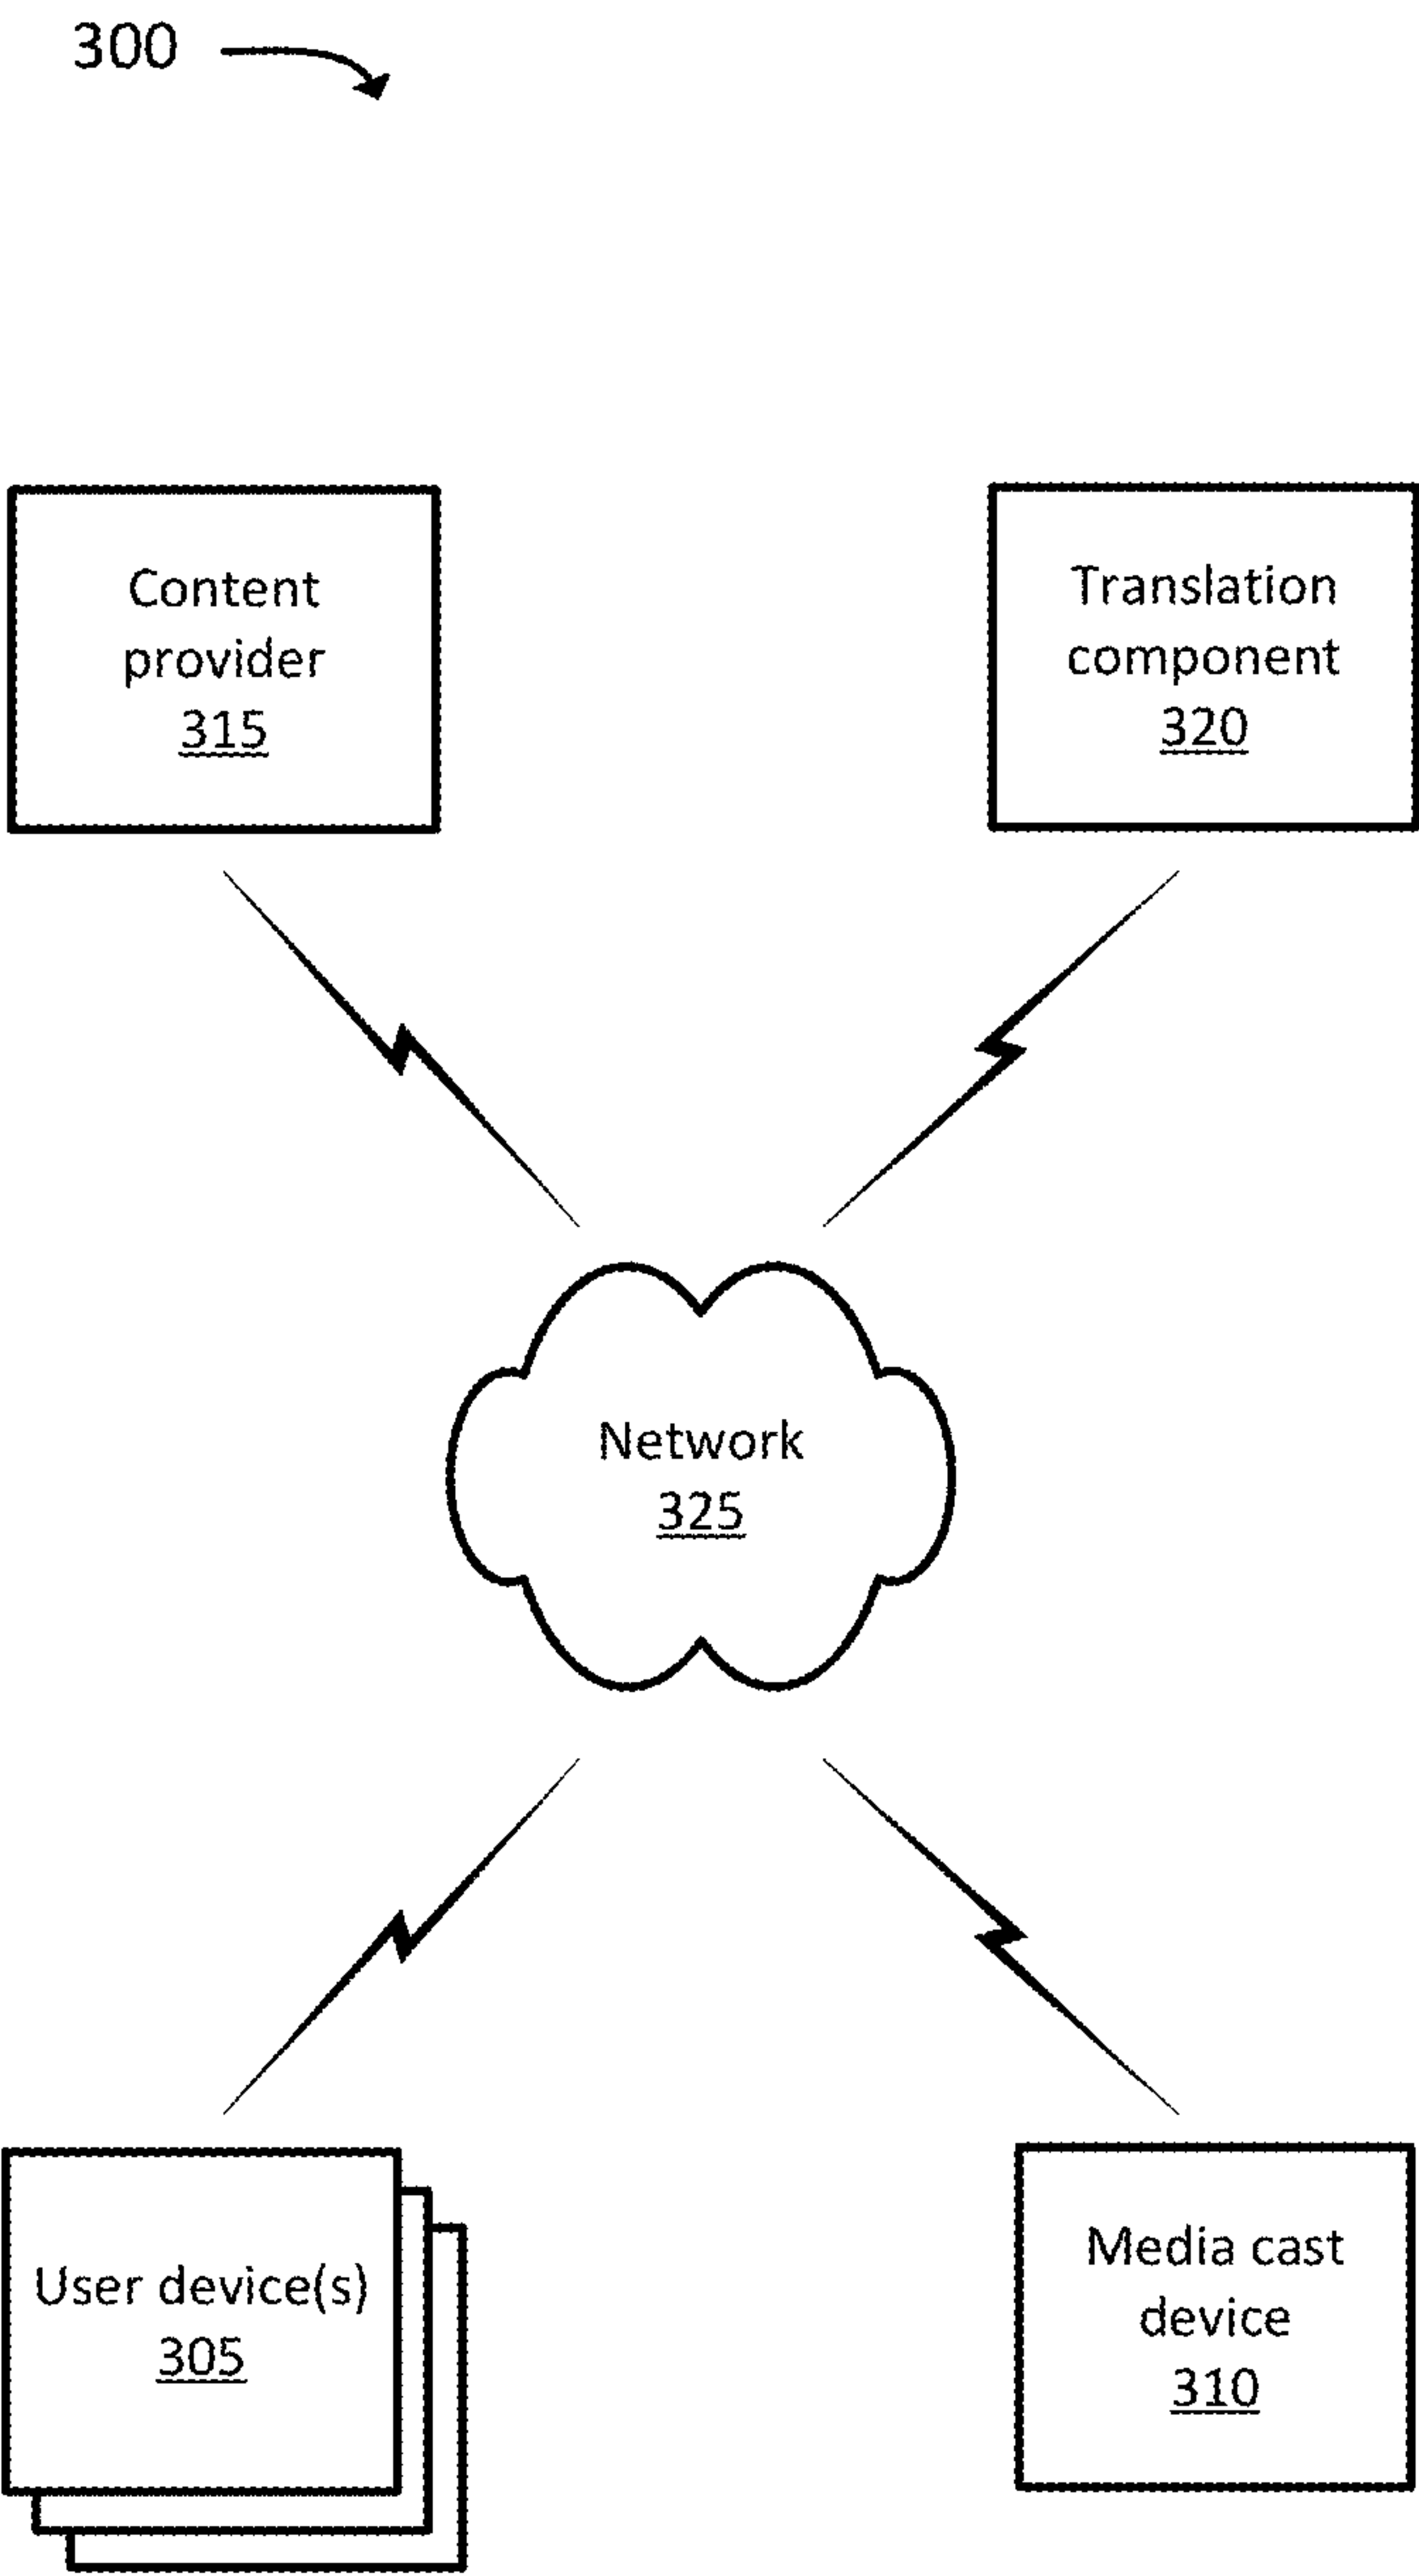 300
Content
provider
315
Translation
component
320
Network
325
User device(s)
305
Media cast
device
310